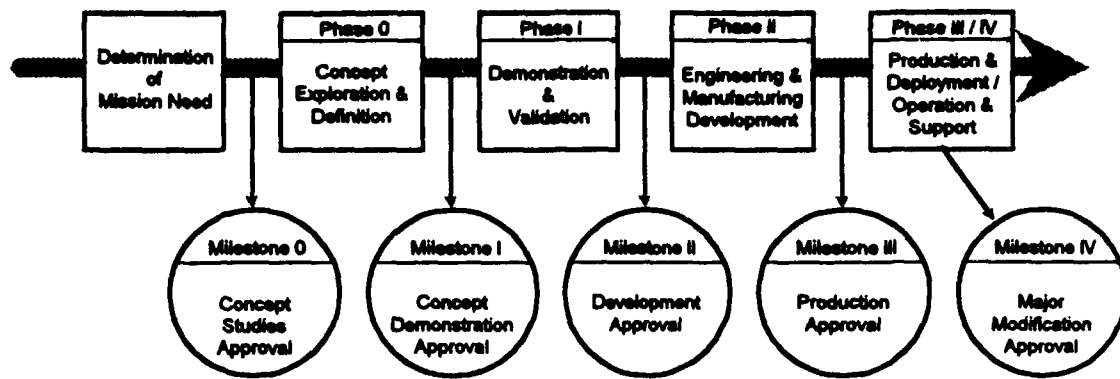 Determination
of
Mission Need
Phase 0
Concept
Exploration &
Definition
Phase I
Demonstration
&
Validation
Phase II
Engineering &
Manufacturing
Development
Phase III / IV
Production &
Deployment /
Operation &
Support
Milestone 0
Concept
Studies
Approval
Milestone I
Concept
Demonstration
Approval
Milestone II
Development
Approval
Milestone III
Production
Approval
Milestone IV
Major
Modification
Approval